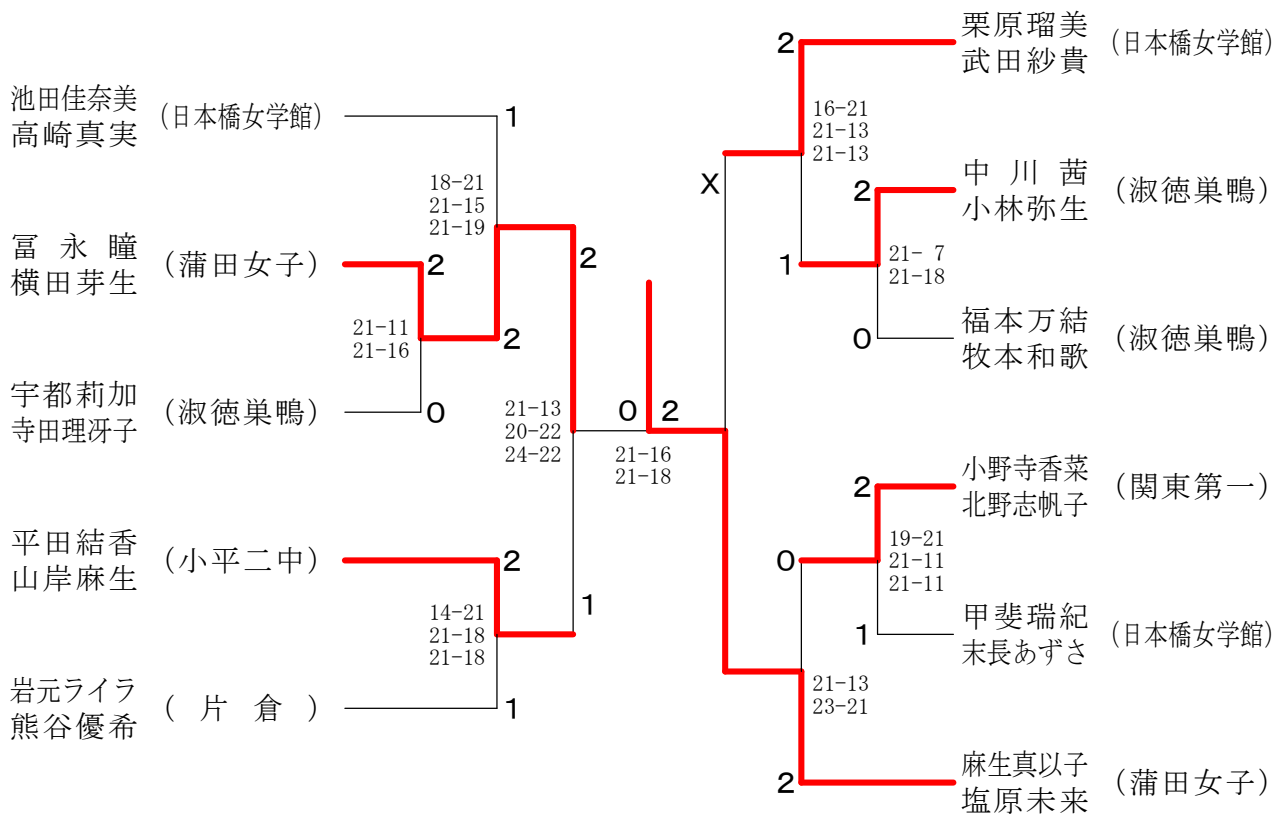 池田佳奈美
高崎真実
(日本橋女学館)
1
18-21
21-15
21-19
冨永瞳
横田芽生
(蒲田女子)
2
21-11
21-16
2
2
宇都莉加
寺田理冴子
(淑徳巣鴨)
0
21-13
20-22
24-22
平田結香
山岸麻生
(小平二中)
2
14-21
21-18
21-18
1
岩元ライラ
熊谷優希
(片倉)
1
0 2
21-16
21-18
栗原瑠美
武田紗貴
(日本橋女学館)
2
16-21
21-13
21-13
X
中川茜
小林弥生
(淑徳巣鴨)
2
1
21- 7
21-18
福本万結
牧本和歌
(淑徳巣鴨)
0
小野寺香菜
北野志帆子
(関東第一)
2
19-21
21-11
21-11
0
甲斐瑞紀
末長あずさ
(日本橋女学館)
1
21-13
23-21
麻生真以子
塩原未来
(蒲田女子)
2